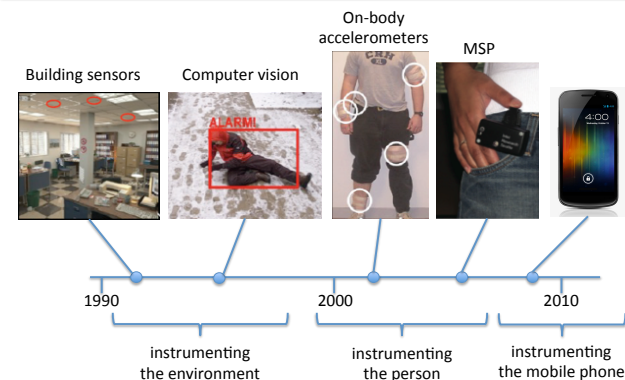 On-body
accelerometers
MSP
Building sensors
Computer vision
CRH
ALARM!
4:00
1990
2000
2010
instrumenting
the environment
instrumenting
the person
instrumenting
the mobile phone